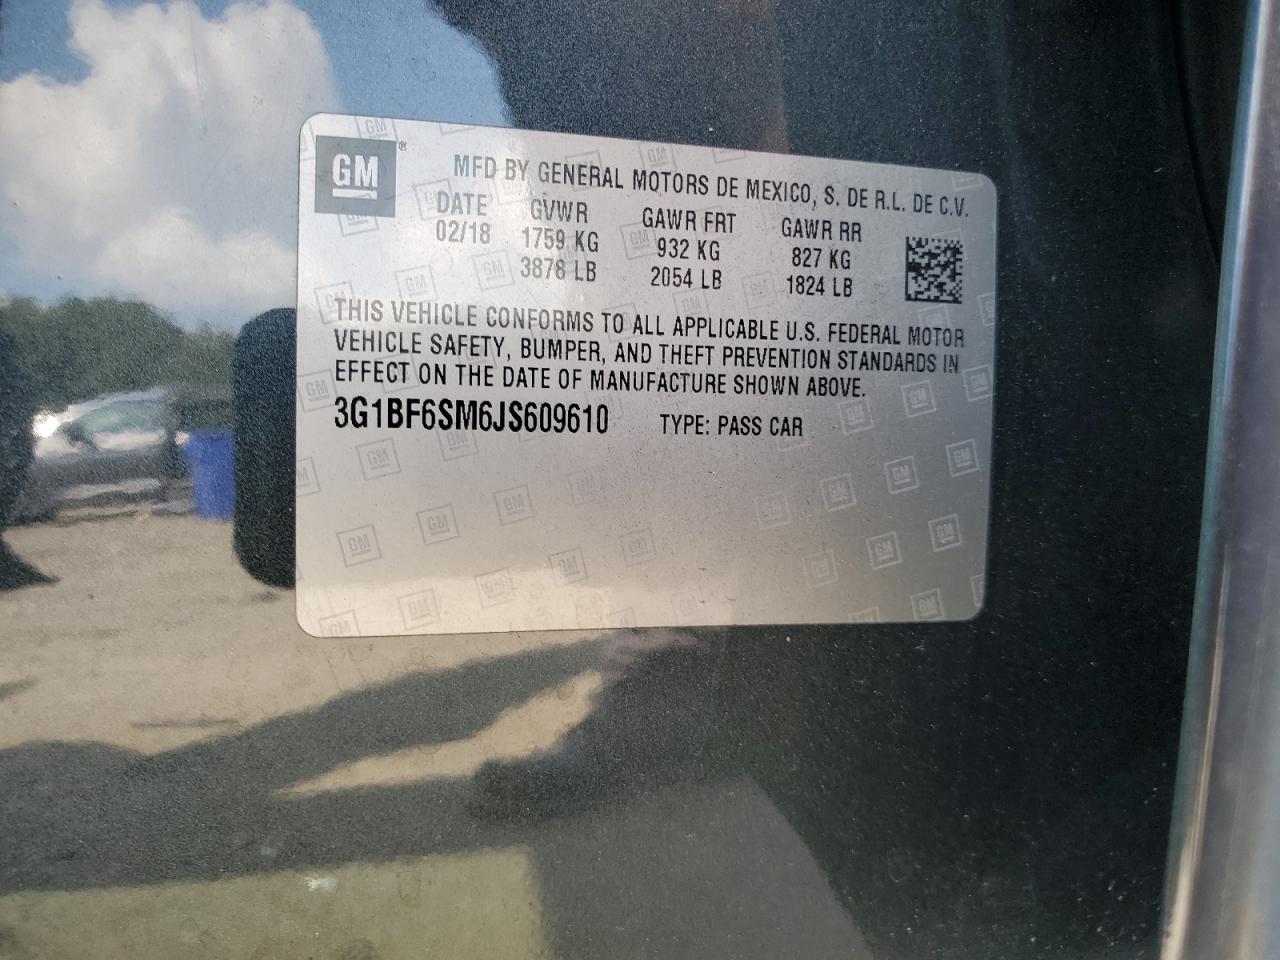 GM®
MFD BY GENERAL MOTORS DE MEXICO, S. DE R.L. DE C.V.
DATE GVWR GAWR FRT GAWR RR
02/18 1759 KG 932 KG 827 KG
3878 LB 2054 LB 1824 LB
THIS VEHICLE CONFORMS TO ALL APPLICABLE U.S. FEDERAL MOTOR
VEHICLE SAFETY, BUMPER, AND THEFT PREVENTION STANDARDS IN
EFFECT ON THE DATE OF MANUFACTURE SHOWN ABOVE.
3G1BF6SM6JS609610 TYPE: PASS CAR